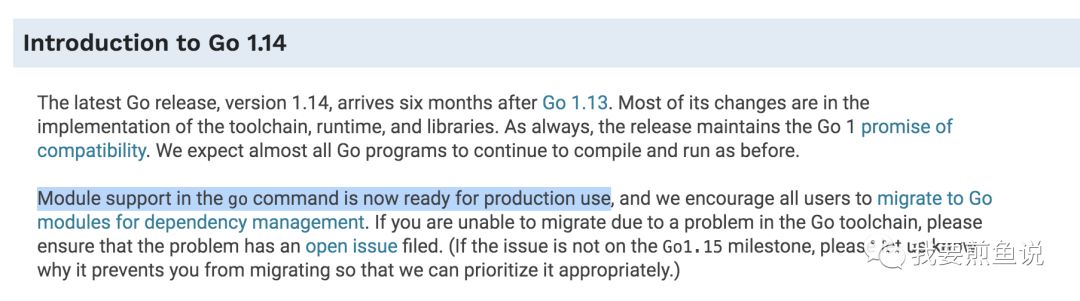 Introduction to Go 1.14
The latest Go release, version 1.14, arrives six months after Go 1.13. Most of its changes are in the
implementation of the toolchain, runtime, and libraries. As always, the release maintains the Go 1 promise of
compatibility. We expect almost all Go programs to continue to compile and run as before.
Module support in the go command is now ready for production use, and we encourage all users to migrate to Go
modules for dependency management. If you are unable to migrate due to a problem in the Go toolchain, please
ensure that the problem has an open issue filed. (If the issue is not on the Go1.15 milestone, please let us know
why it prevents you from migrating so that we can prioritize it appropriately.)
我要煎鱼说